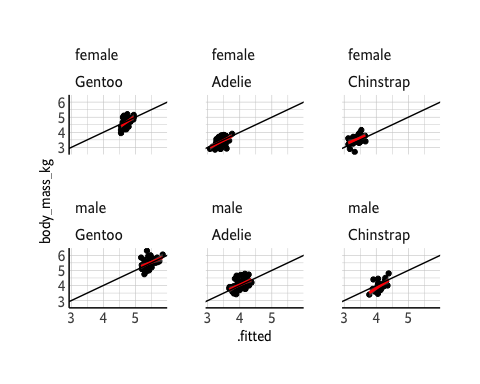 female female female
Gentoo Adelie Chinstrap
6
5
4
3
body_mass_kg
male male male
Gentoo Adelie Chinstrap
6
5
4
3
3 4 5 3 4 5 3 4 5
.fitted